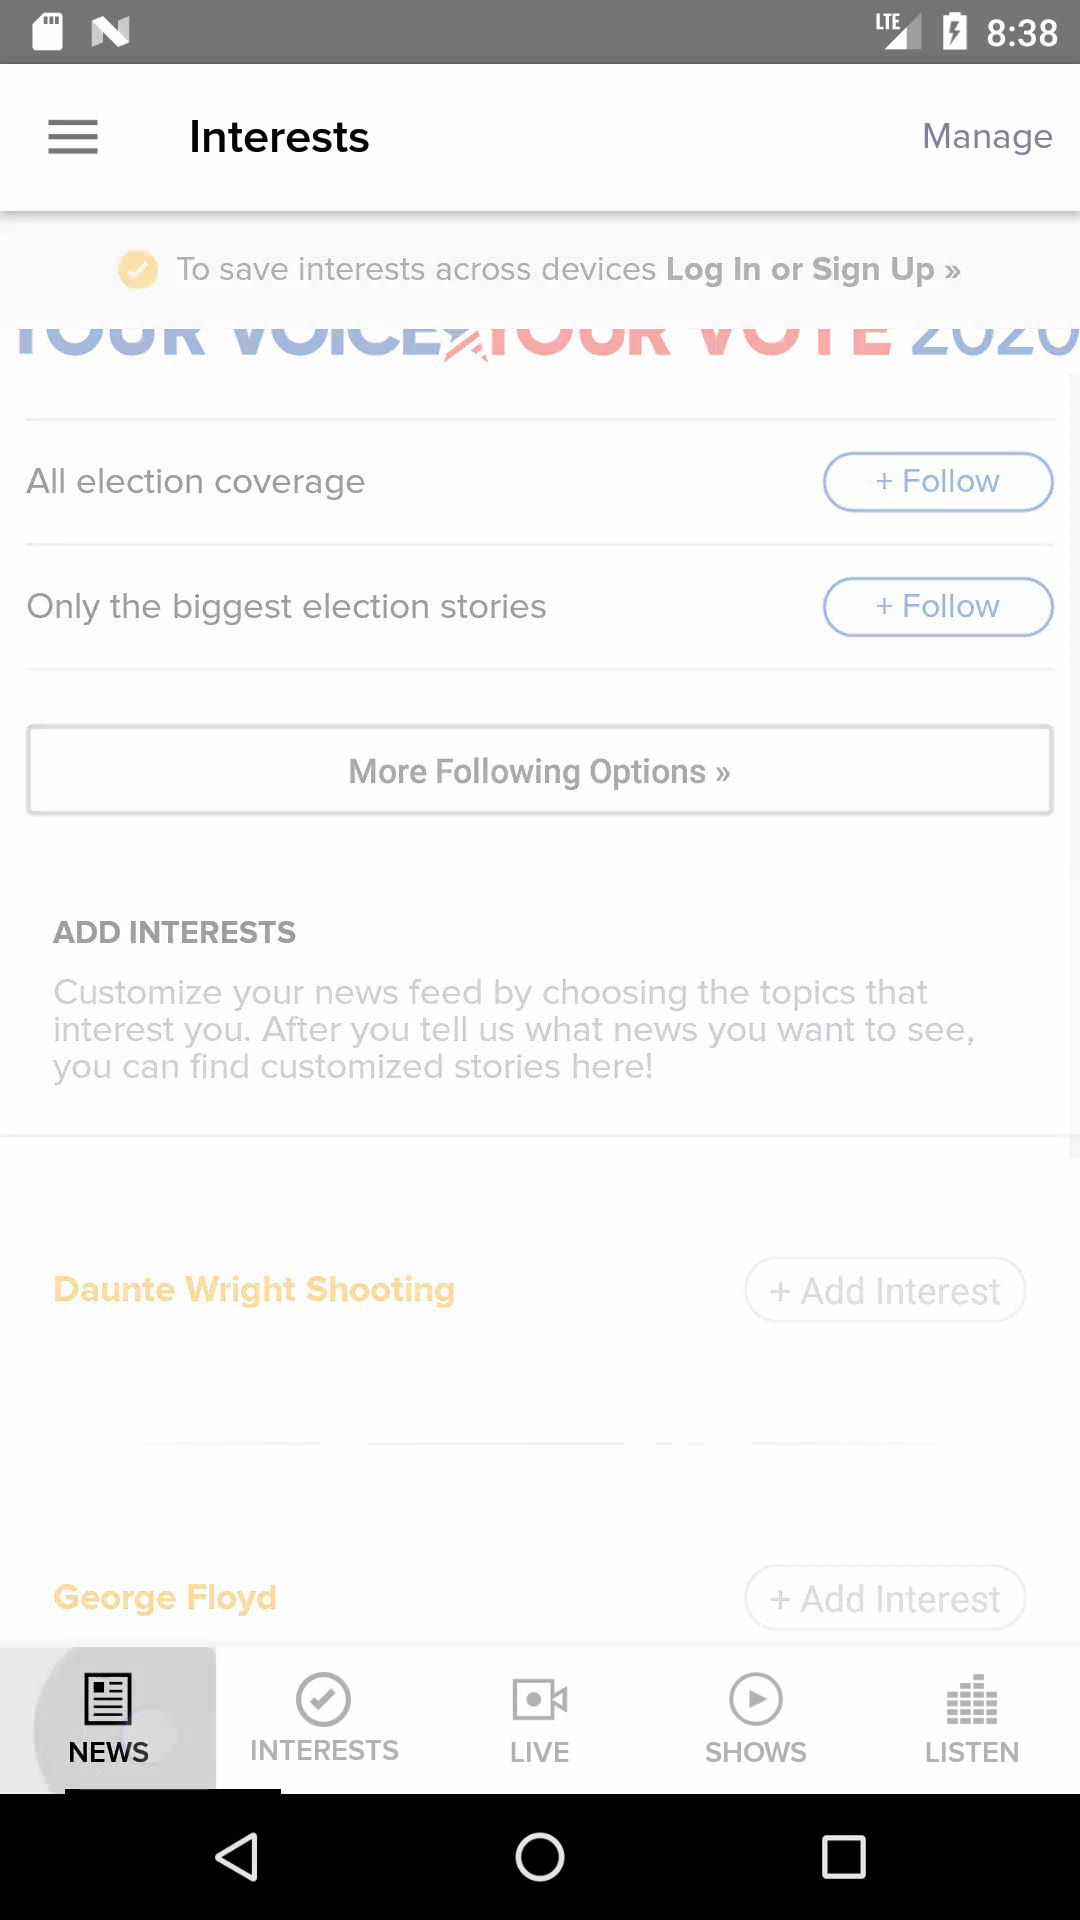 LTE 8:38
Interests
Manage
To save interests across devices Log In or Sign Up »
YOUR VOICE YOUR VOTE 2020
All election coverage
+ Follow
Only the biggest election stories
+ Follow
More Following Options »
ADD INTERESTS
Customize your news feed by choosing the topics that
interest you. After you tell us what news you want to see,
you can find customized stories here!
Daunte Wright Shooting
+ Add Interest
George Floyd
+ Add Interest
NEWS
INTERESTS
LIVE
SHOWS
LISTEN